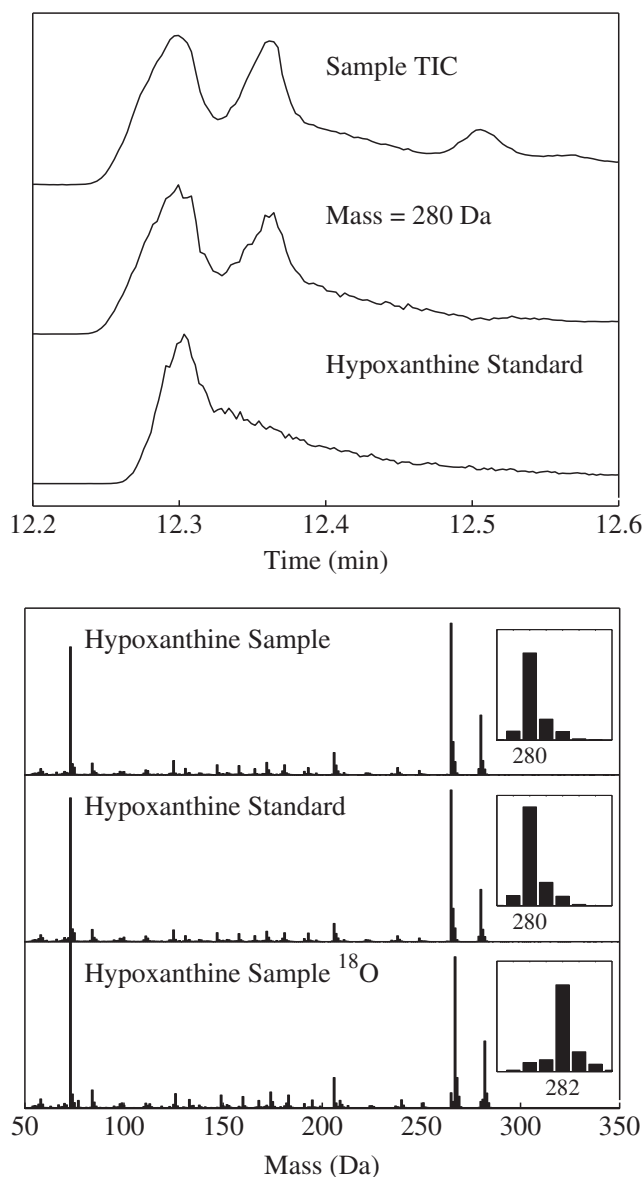 Sample TIC
Mass = 280 Da
Hypoxanthine Standard
12.2 12.3 12.4 12.5 12.6
Time (min)
Hypoxanthine Sample
280
Hypoxanthine Standard
280
Hypoxanthine Sample ¹⁸O
282
50 100 150 200 250 300 350
Mass (Da)